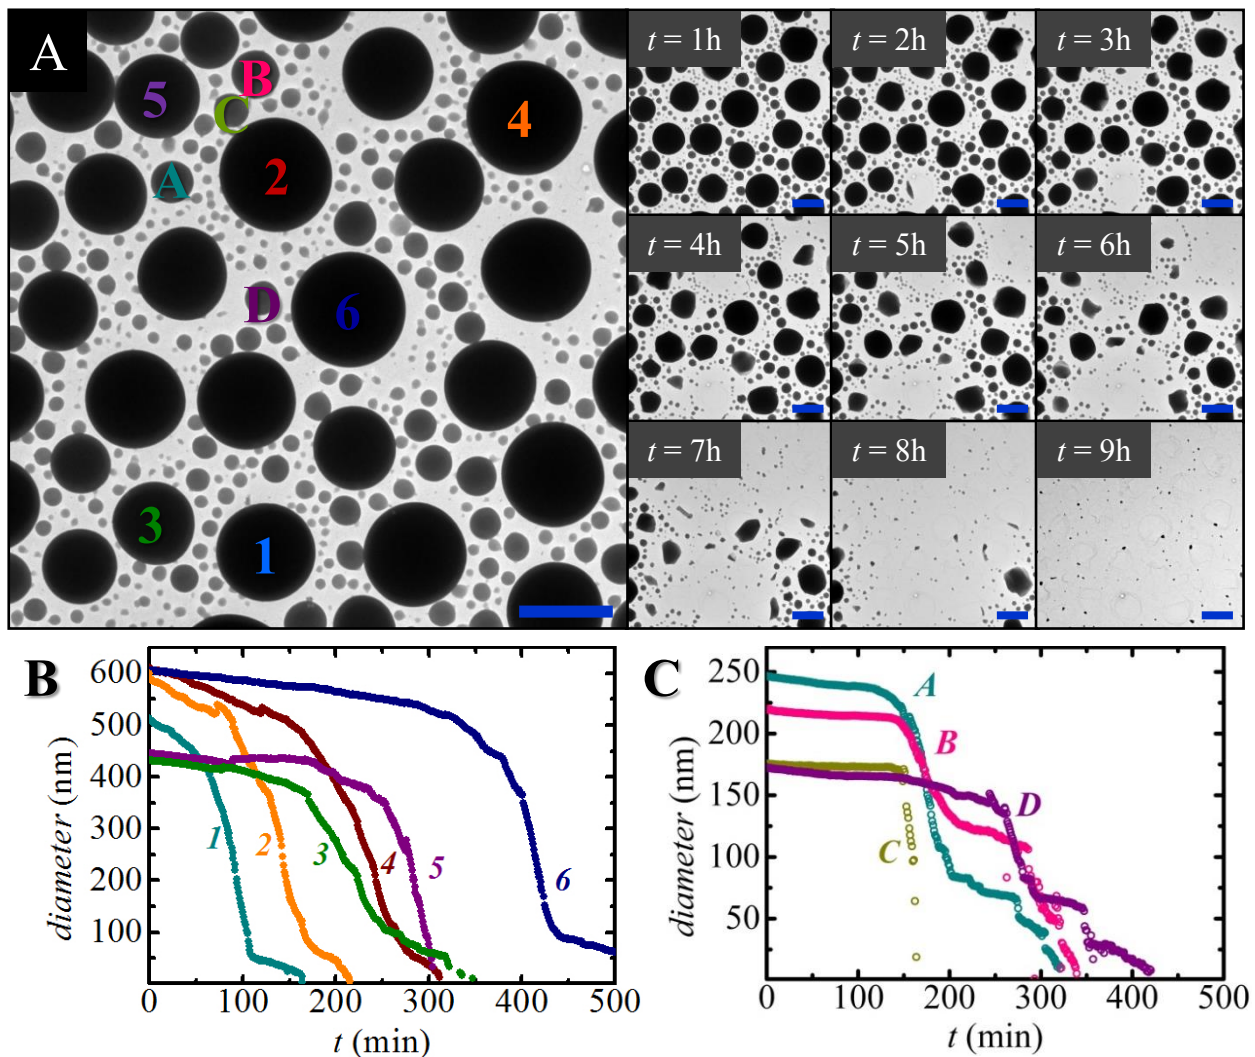 A
5
B
C
4
2
A
D
6
3
1
t = 1h
t = 2h
t = 3h
t = 4h
t = 5h
t = 6h
t = 7h
t = 8h
t = 9h
B
600
500
400
300
200
100
diameter (nm)
1
2
3
4
5
6
0
100
200
300
400
500
t (min)
C
250
200
150
100
50
diameter (nm)
A
B
C
D
0
100
200
300
400
500
t (min)